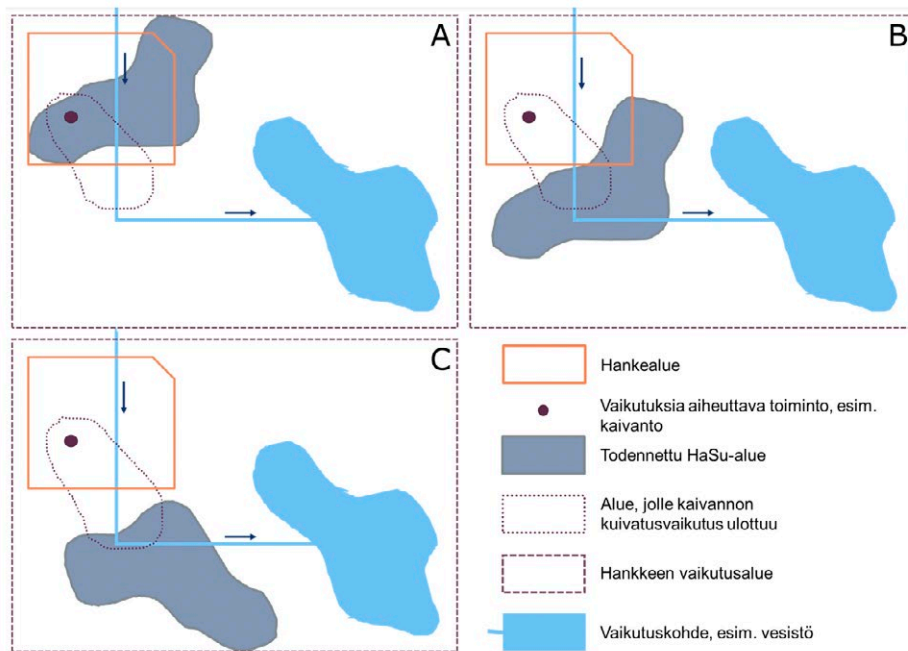 A
B
C
Hankealue
Vaikutuksia aiheuttava toiminto, esim.
kaivanto
Todennettu HaSu-alue
Alue, jolle kaivannon
kuivatusvaikutus ulottuu
Hankkeen vaikutusalue
Vaikutuskohde, esim. vesistö